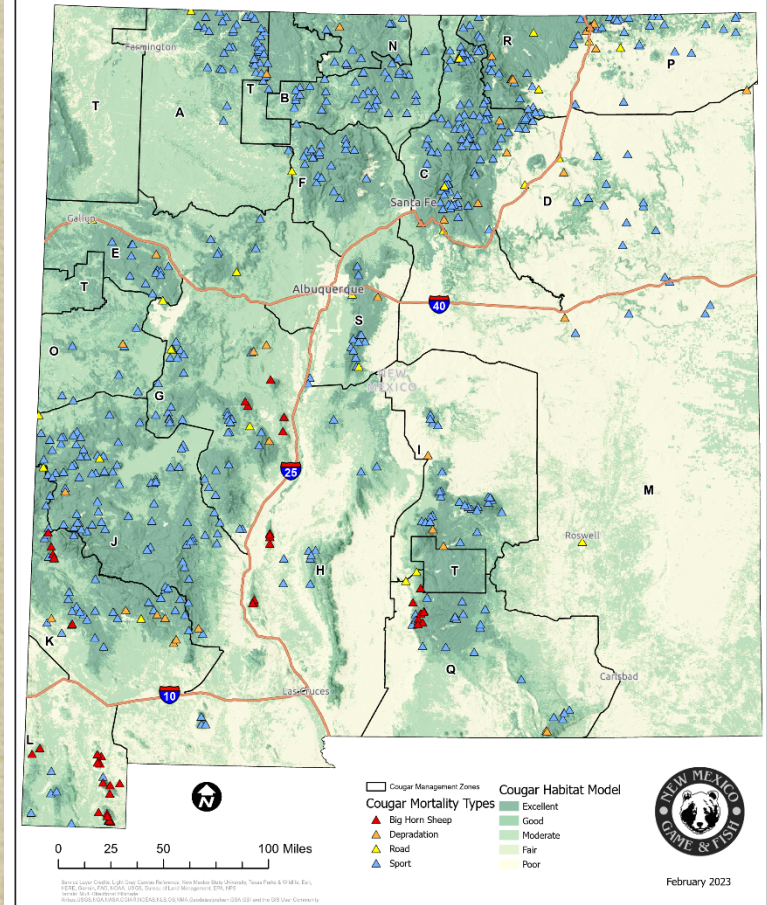 N
R
P
Farmington
T
A
T
B
C
F
D
Santa Fe
Gallup
E
T
Albuquerque
40
S
O
NEW
MEXICO
G
I
25
M
J
Roswell
H
T
K
Q
Carlsbad
10
Las Cruces
L
N
0 50 100 Miles
Cougar Management Zones
Cougar Mortality Types
Big Horn Sheep
Depradation
Road
Sport
Cougar Habitat Model
Excellent
Good
Moderate
Fair
Poor
NEW MEXICO
GAME & FISH
February 2023